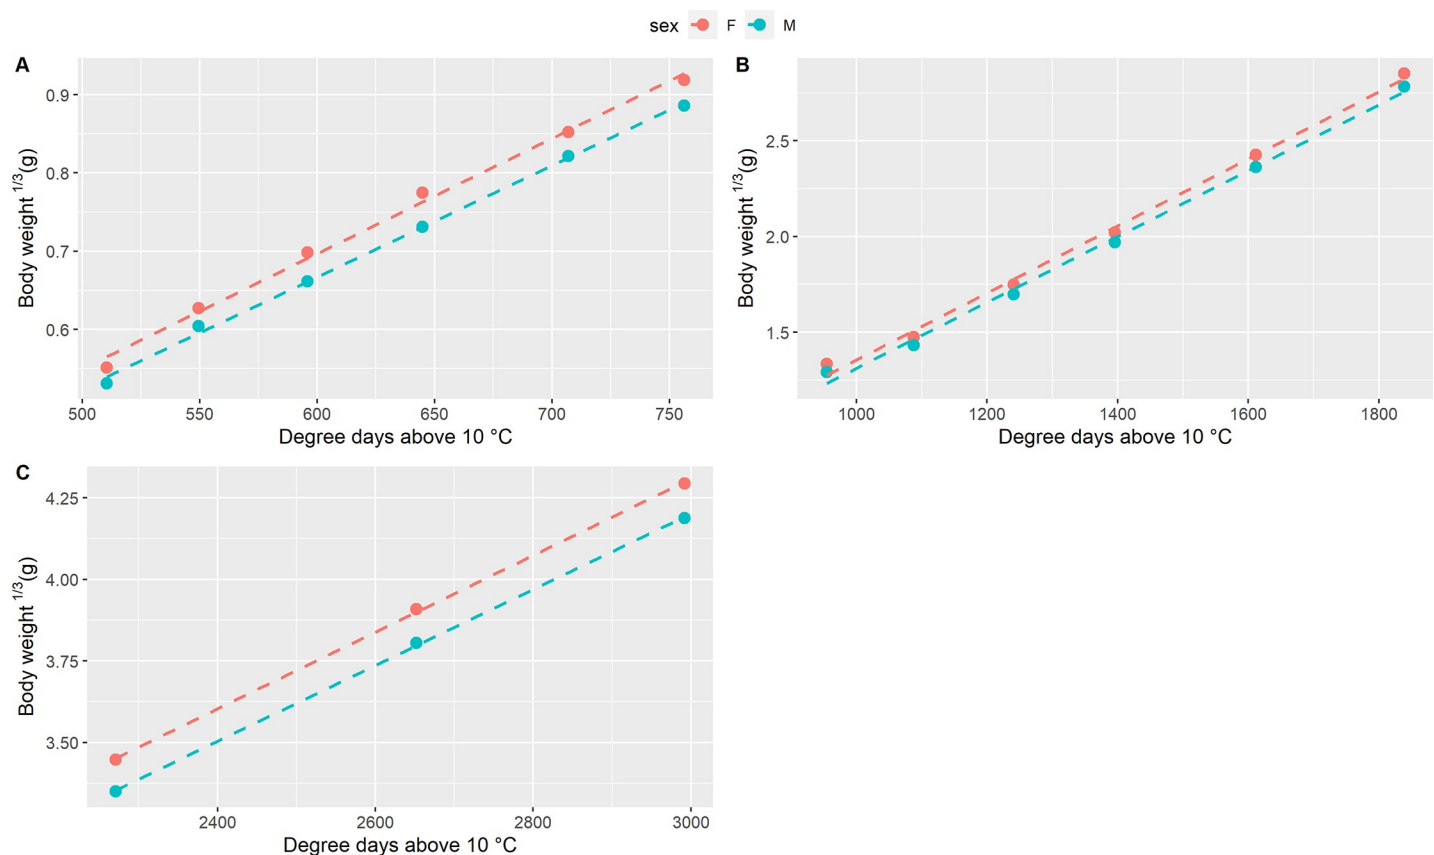 sex F M
A
0.9
0.8
0.7
0.6
Body weight 1/3(g)
500 550 600 650 700 750
Degree days above 10 °C
B
2.5
2.0
1.5
Body weight 1/3(g)
1000 1200 1400 1600 1800
Degree days above 10 °C
C
4.25
4.00
3.75
3.50
Body weight 1/3(g)
2400 2600 2800 3000
Degree days above 10 °C